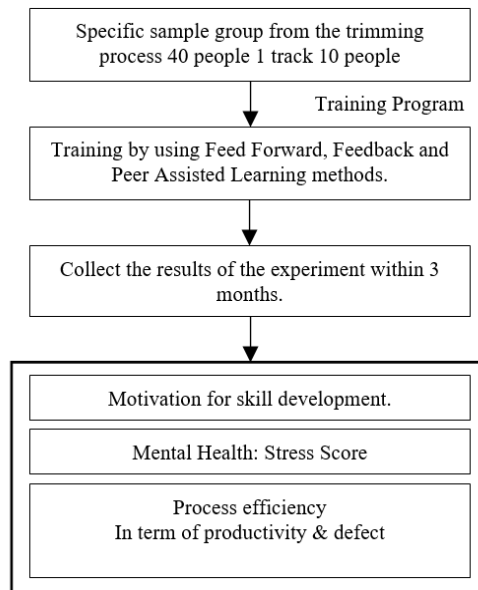 Specific sample group from the trimming
process 40 people 1 track 10 people
Training Program
Training by using Feed Forward, Feedback and
Peer Assisted Learning methods.
Collect the results of the experiment within 3
months.
Motivation for skill development.
Mental Health: Stress Score
Process efficiency
In term of productivity & defect